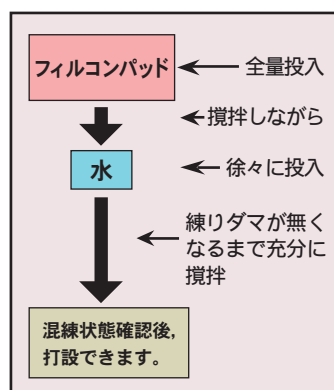 フィルコンパッド
全量投入
撹拌しながら
水
徐々に投入
練りダマが無く
なるまで充分に
撹拌
混練状態確認後,
打設できます。